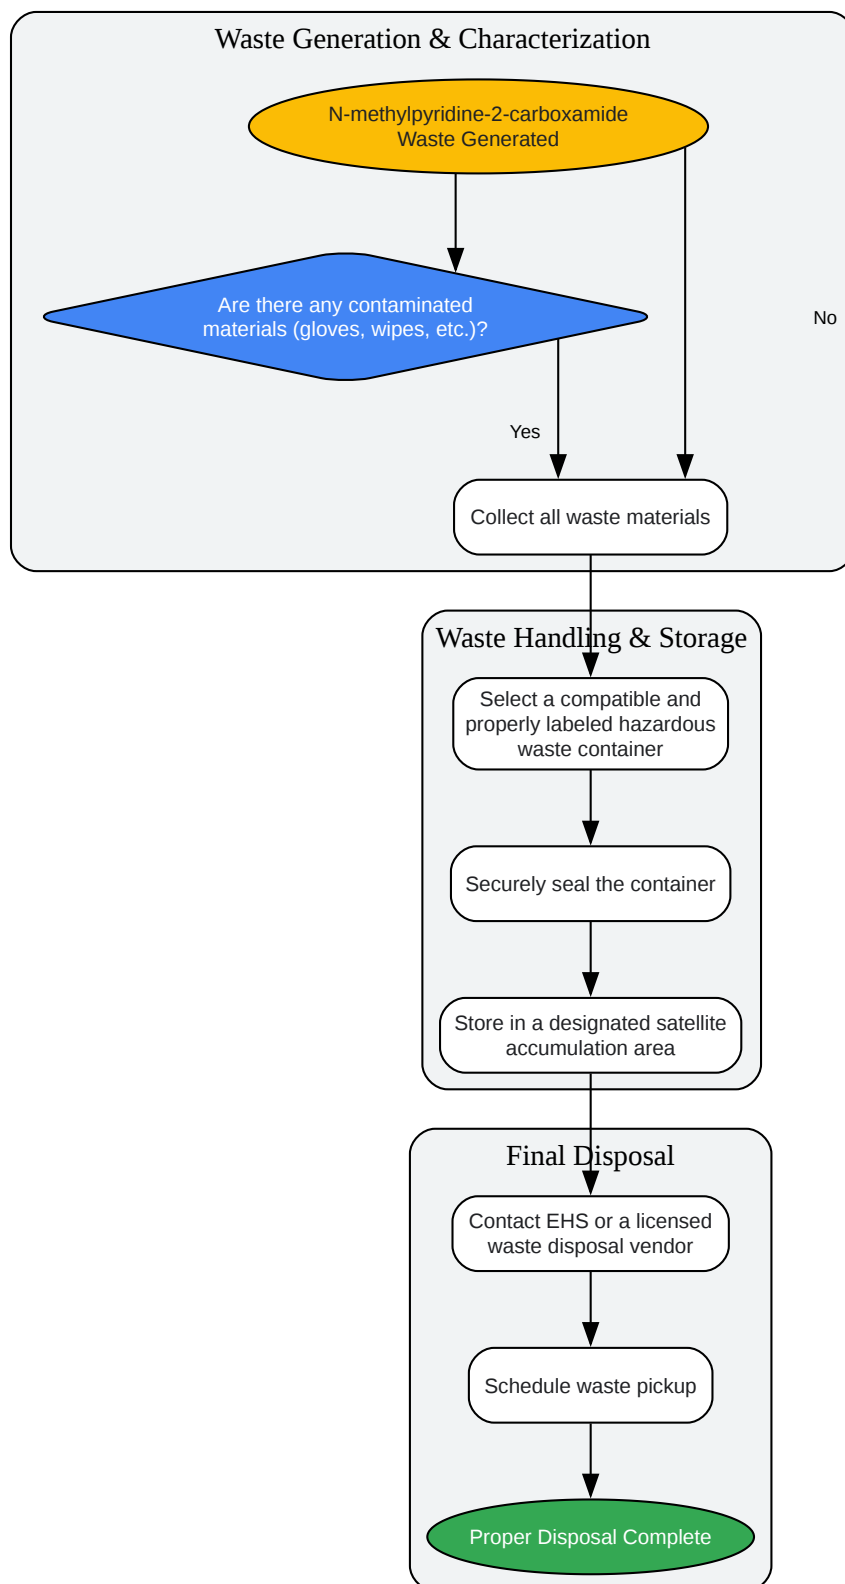 Waste Generation & Characterization
N-methylpyridine-2-carboxamide
Waste Generated
Are there any contaminated
materials (gloves, wipes, etc.)?
No
Yes
Collect all waste materials
Waste Handling & Storage
Select a compatible and
properly labeled hazardous
waste container
Securely seal the container
Store in a designated satellite
accumulation area
Final Disposal
Contact EHS or a licensed
waste disposal vendor
Schedule waste pickup
Proper Disposal Complete